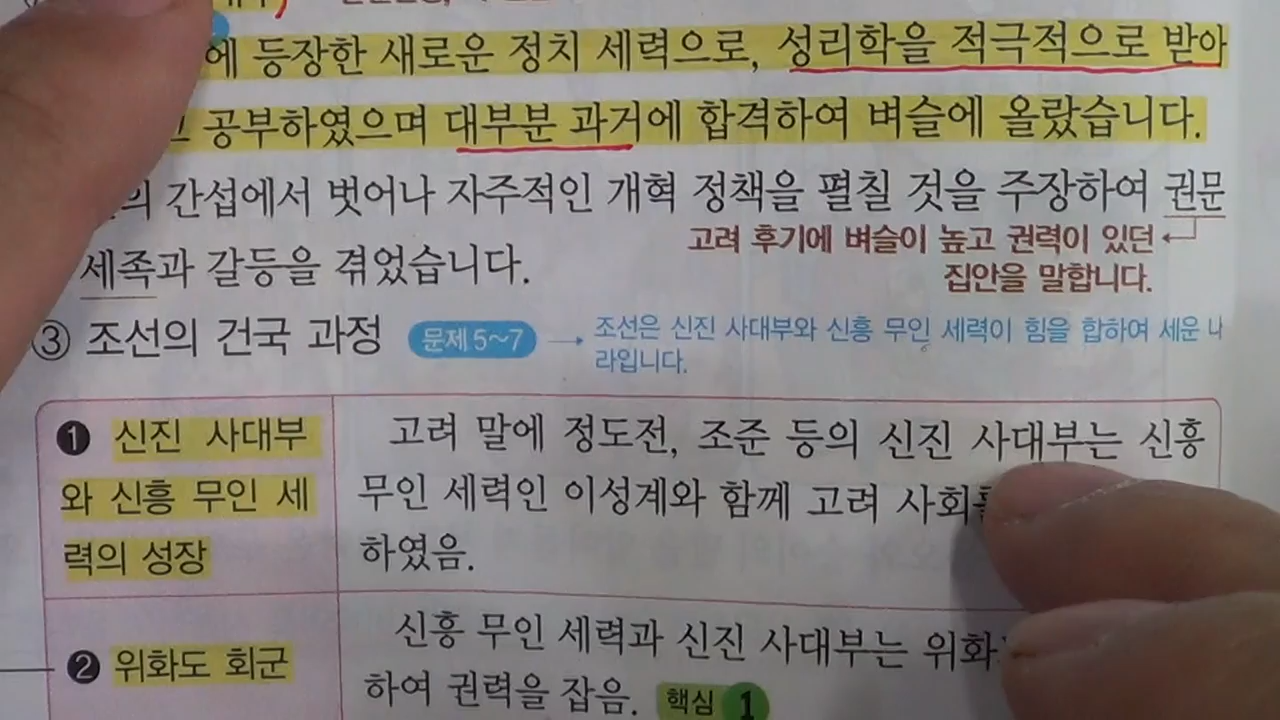 에 등장한 새로운 정치 세력으로, 성리학을 적극적으로 받아
공부하였으며 대부분 과거에 합격하여 벼슬에 올랐습니다.
간섭에서 벗어나 자주적인 개혁 정책을 펼칠 것을 주장하여 권문
고려 후기에 벼슬이 높고 권력이 있던
세족과 갈등을 겪었습니다.
집안을 말합니다.
③ 조선의 건국 과정 문제 5~7 → 조선은 신진 사대부와 신흥 무인 세력이 힘을 합하여 세운 나
라입니다.
❶ 신진 사대부
와 신흥 무인 세
력의 성장
고려 말에 정도전, 조준 등의 신진 사대부는 신흥
무인 세력인 이성계와 함께 고려 사회
하였음.
❷ 위화도 회군
신흥 무인 세력과 신진 사대부는 위화
하여 권력을 잡음. 핵심 1